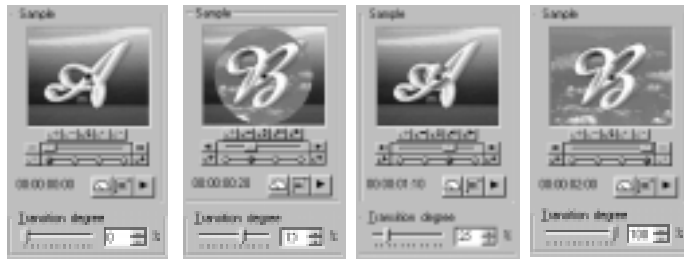 Sample
A
00:00:00:00
Transition degree
0 %
Sample
B
00:00:00:20
Transition degree
%
Sample
A
00:00:01:10
Transition degree
25 %
Sample
B
00:00:02:00
Transition degree
100 %